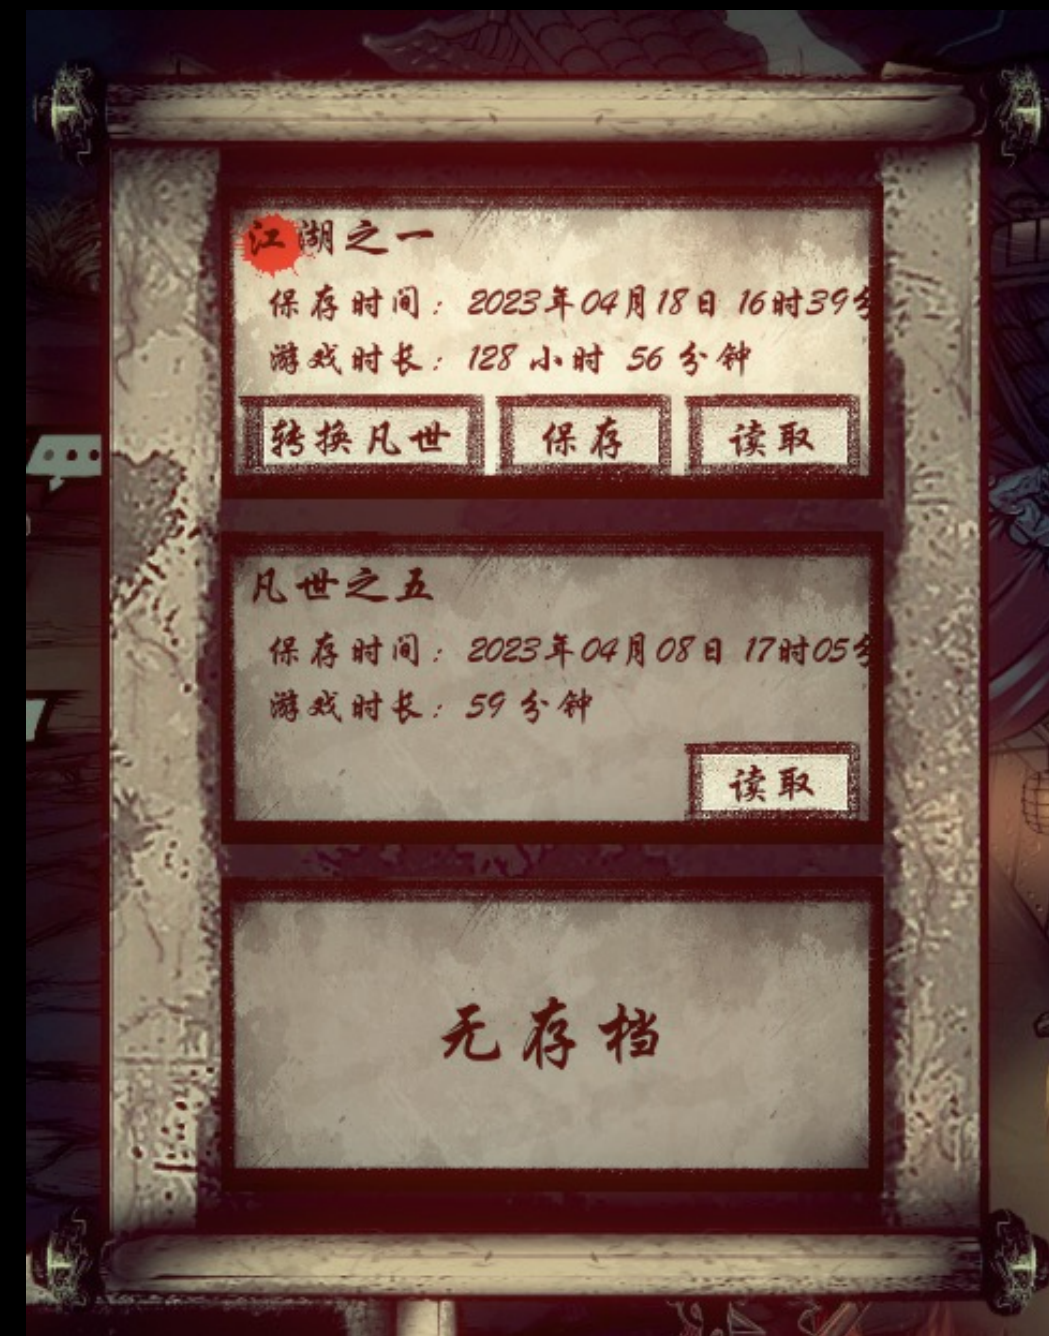 江湖之一
保存时间：2023年04月18日 16时39分
游戏时长：128 小时 56 分钟
转换凡世 保存 读取
凡世之五
保存时间：2023年04月08日 17时05分
游戏时长：59 分钟
读取
无存档